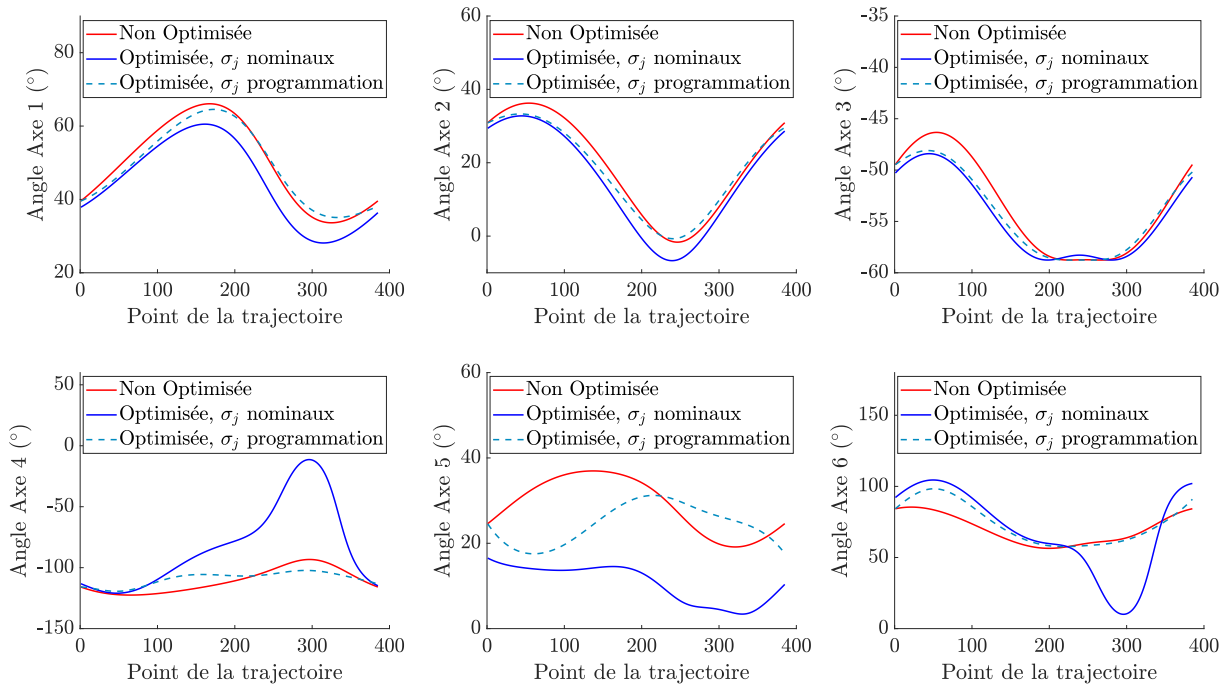 Angle Axe 1 (°)
80
60
40
20
Non Optimisée
Optimisée, σj nominaux
Optimisée, σj programmation
0 100 200 300 400
Point de la trajectoire
Angle Axe 2 (°)
60
40
20
0
Non Optimisée
Optimisée, σj nominaux
Optimisée, σj programmation
0 100 200 300 400
Point de la trajectoire
Angle Axe 3 (°)
-35
-40
-45
-50
-55
-60
Non Optimisée
Optimisée, σj nominaux
Optimisée, σj programmation
0 100 200 300 400
Point de la trajectoire
Angle Axe 4 (°)
50
0
-50
-100
-150
Non Optimisée
Optimisée, σj nominaux
Optimisée, σj programmation
0 100 200 300 400
Point de la trajectoire
Angle Axe 5 (°)
60
40
20
0
Non Optimisée
Optimisée, σj nominaux
Optimisée, σj programmation
0 100 200 300 400
Point de la trajectoire
Angle Axe 6 (°)
150
100
50
0
Non Optimisée
Optimisée, σj nominaux
Optimisée, σj programmation
0 100 200 300 400
Point de la trajectoire